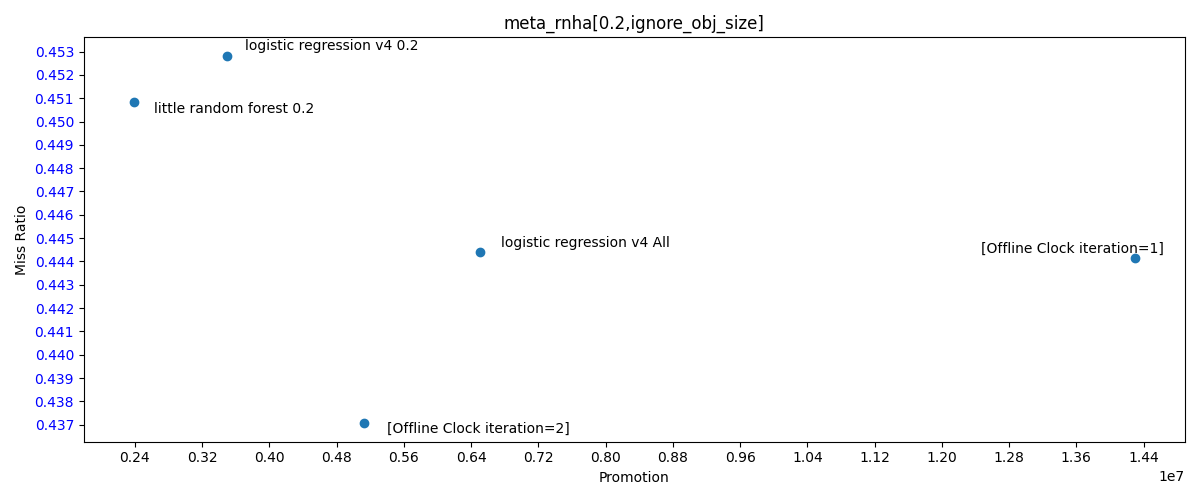 meta_rnha[0.2,ignore_obj_size]
0.453
0.452
0.451
0.450
0.449
0.448
0.447
0.446
0.445
0.444
0.443
0.442
0.441
0.440
0.439
0.438
0.437
Miss Ratio
logistic regression v4 0.2
little random forest 0.2
logistic regression v4 All
[Offline Clock iteration=1]
[Offline Clock iteration=2]
0.24 0.32 0.40 0.48 0.56 0.64 0.72 0.80 0.88 0.96 1.04 1.12 1.20 1.28 1.36 1.44
1e7
Promotion